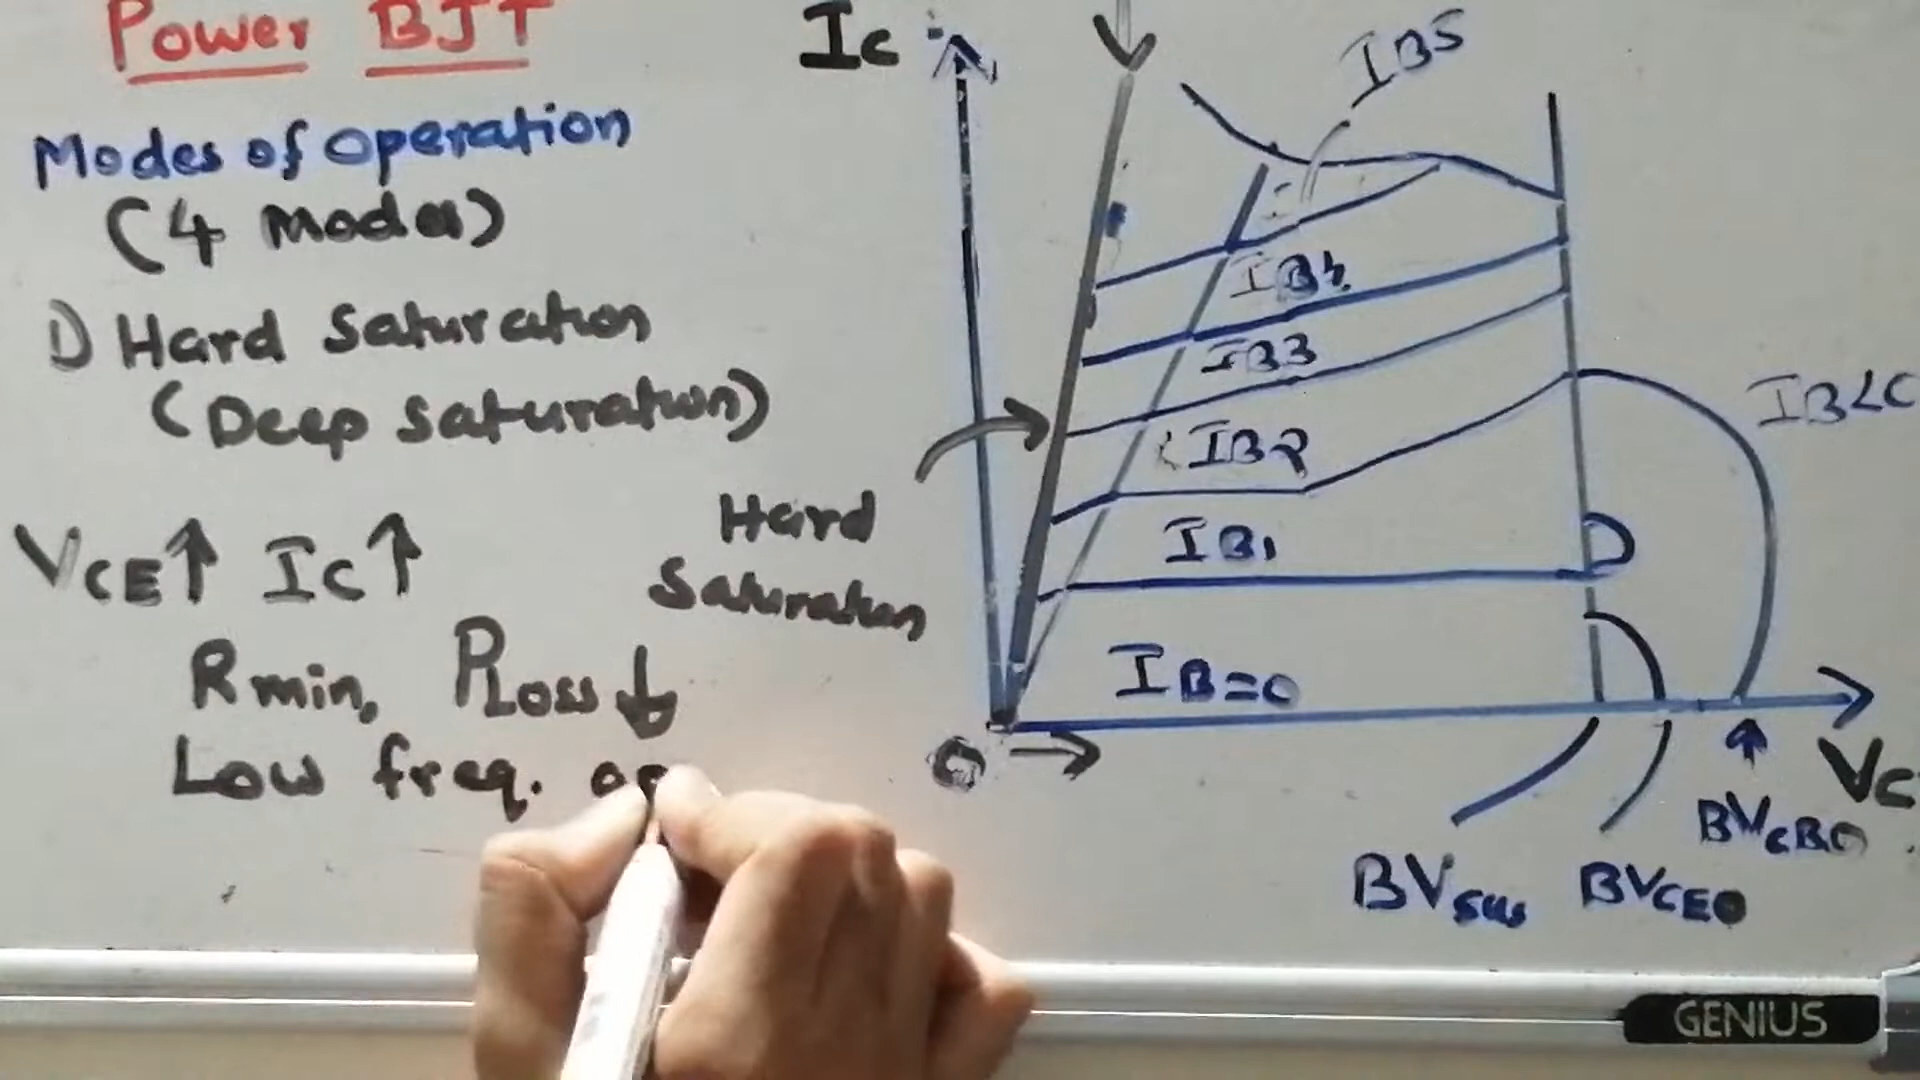 Power BJT
Modes of operation
(4 modes)
1) Hard Saturation
(Deep Saturation)
VCE↑ IC↑
Rmin, PLoss↓
Low freq. op
Hard
Saturation
IC
IB5
IB4
IB3
IB2
IB1
IB=0
IB<0
O
VC
BVSUS
BVCEO
BVCBO
GENIUS